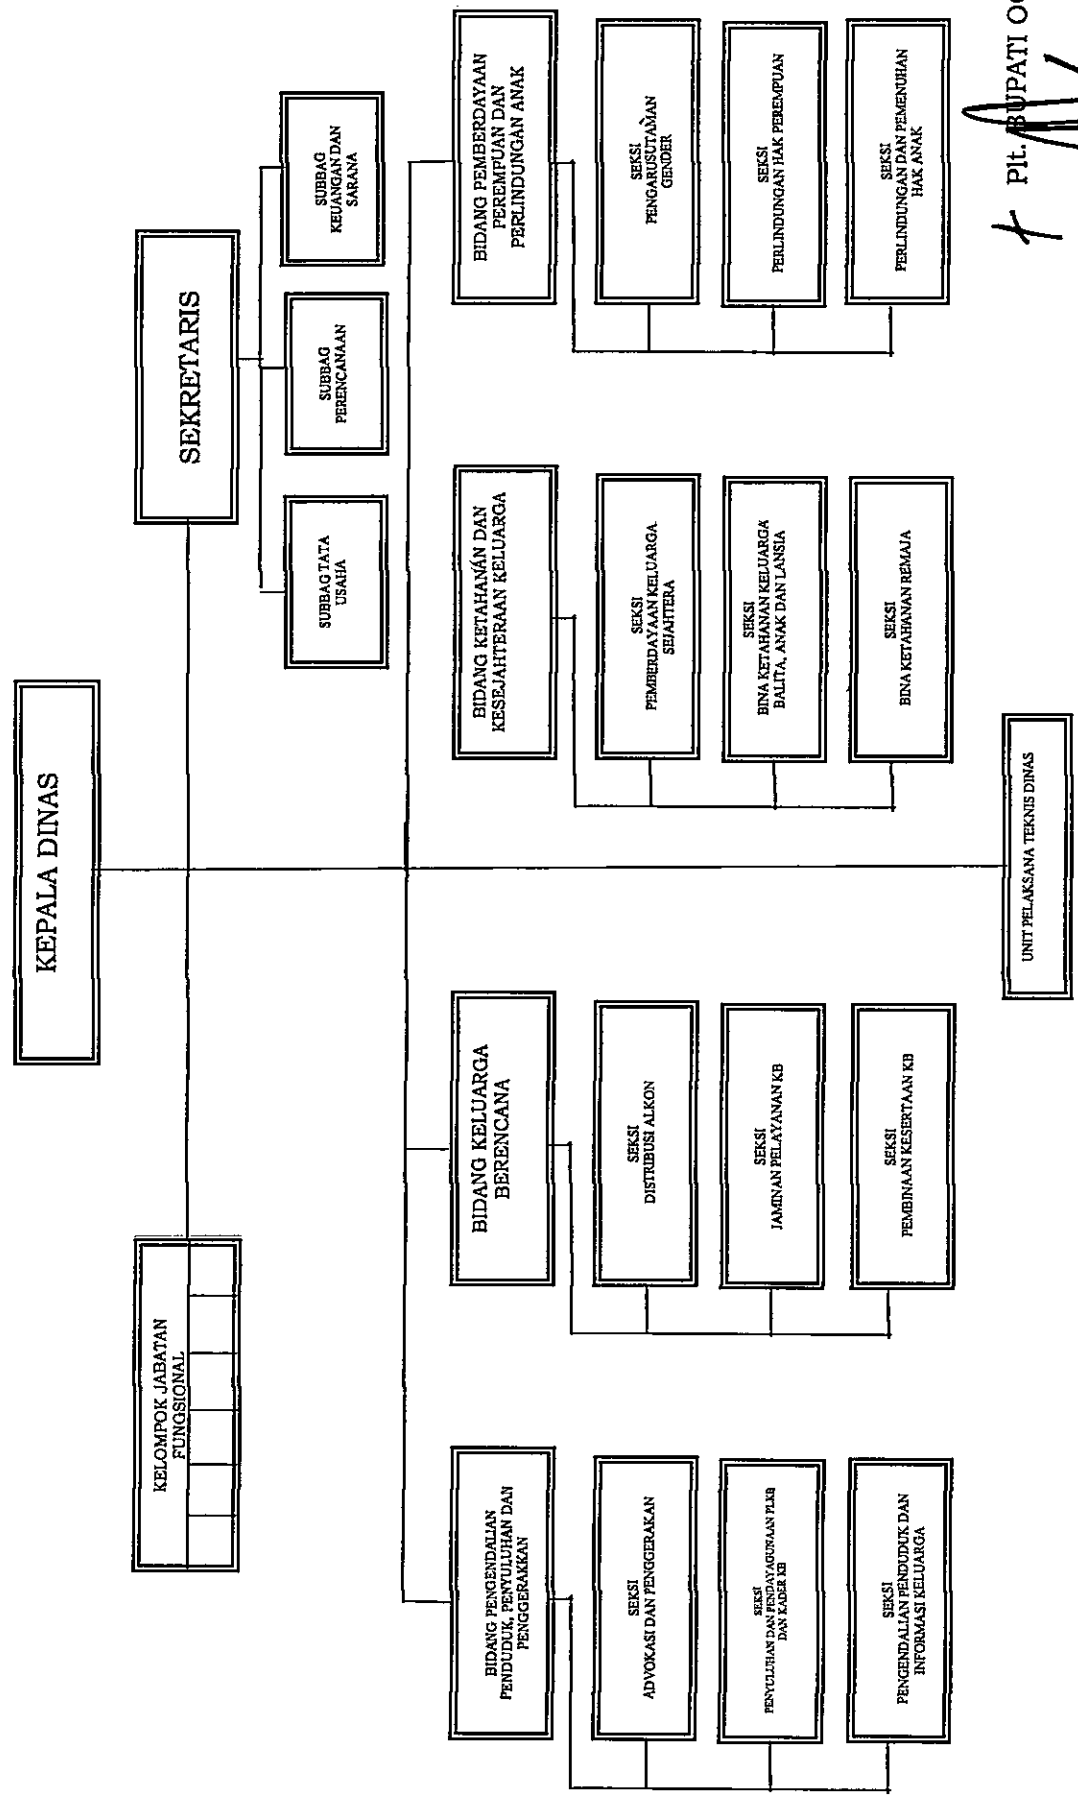 KEPALA DINAS
KELOMPOK JABATAN
FUNGSIONAL
SEKRETARIS
SUBBAG TATA
USAHA
SUBBAG
PERENCANAAN
SUBBAG
KEUANGAN DAN
SARANA
BIDANG PENGENDALIAN
PENDUDUK, PENYULUHAN DAN
PENGGERAKKAN
SEKSI
ADVOKASI DAN PENGGERAKAN
SEKSI
PENYULUHAN DAN PENDAYAGUNAAN PLKB
DAN KADER KB
SEKSI
PENGENDALIAN PENDUDUK DAN
INFORMASI KELUARGA
BIDANG KELUARGA
BERENCANA
SEKSI
DISTRIBUSI ALKON
SEKSI
JAMINAN PELAYANAN KB
SEKSI
PEMBINAAN KESERTAAN KB
BIDANG KETAHANAN DAN
KESEJAHTERAAN KELUARGA
SEKSI
PEMBERDAYAAN KELUARGA
SEJAHTERA
SEKSI
BINA KETAHANAN KELUARGA
BALITA, ANAK DAN LANSIA
SEKSI
BINA KETAHANAN REMAJA
BIDANG PEMBERDAYAAN
PEREMPUAN DAN
PERLINDUNGAN ANAK
SEKSI
PENGARUSUTAMAN
GENDER
SEKSI
PERLINDUNGAN HAK PEREMPUAN
SEKSI
PERLINDUNGAN DAN PEMENUHAN
HAK ANAK
UNIT PELAKSANA TEKNIS DINAS
Plt. BUPATI